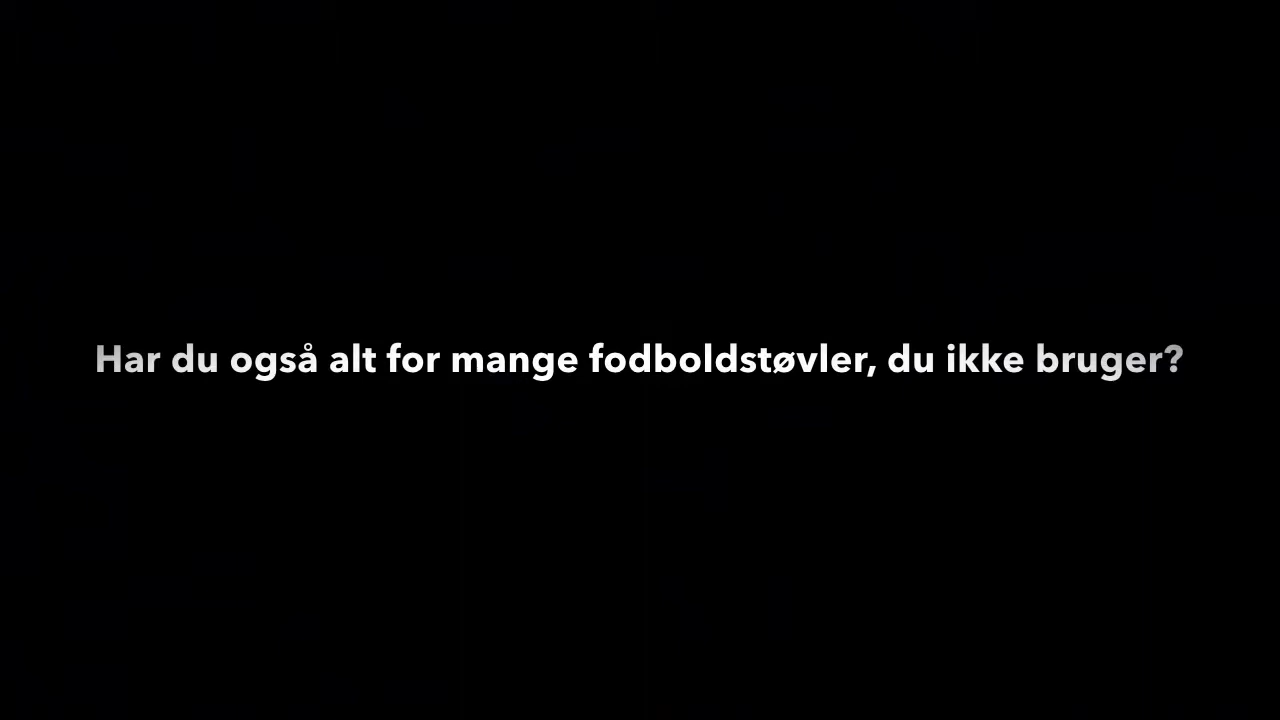 Har du også alt for mange fodboldstøvler, du ikke bruger?